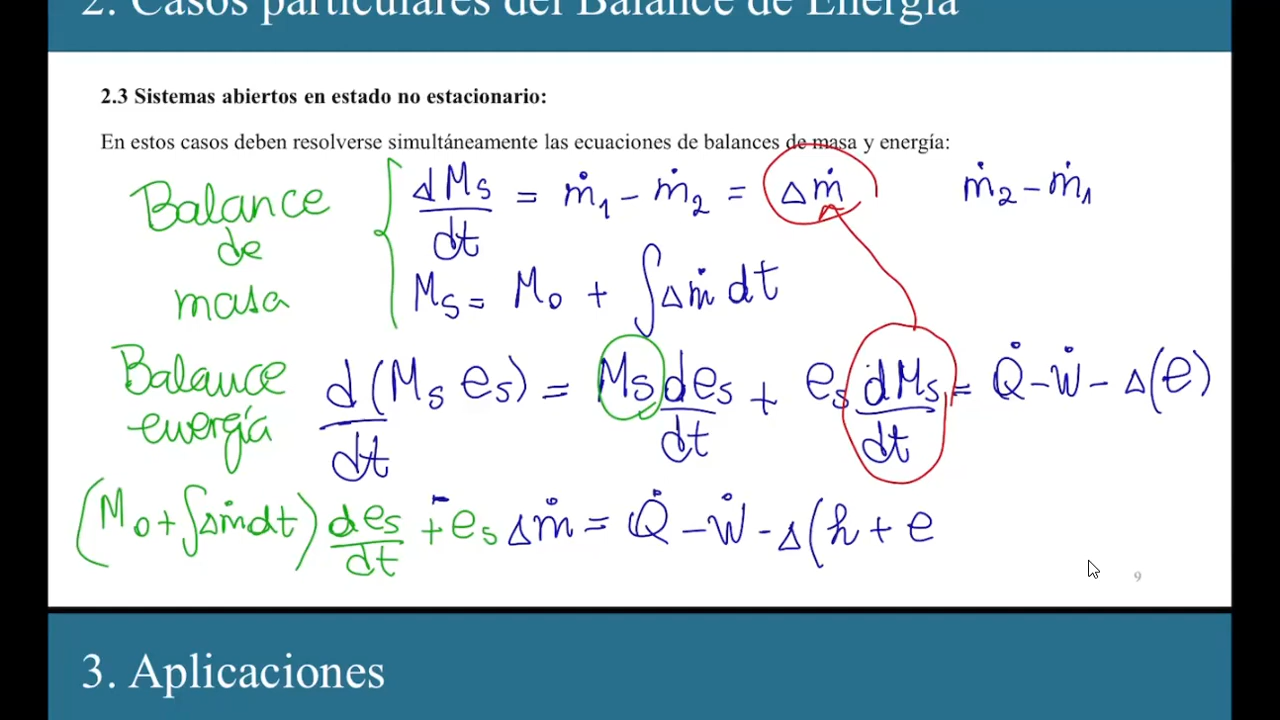 2. Casos particulares del Balance de Energía
2.3 Sistemas abiertos en estado no estacionario:
En estos casos deben resolverse simultáneamente las ecuaciones de balances de masa y energía:
Balance de masa
dMs/dt = ṁ₁ - ṁ₂ = Δṁ    ṁ₂ - ṁ₁
Ms = M₀ + ∫Δṁ dt
Balance energía
d(Ms es)/dt = Ms des/dt + es dMs/dt = Q̇ - Ẇ - Δ(e)
(M₀ + ∫Δṁdt) des/dt + es Δṁ = Q̇ - Ẇ - Δ(h + e
9
3. Aplicaciones